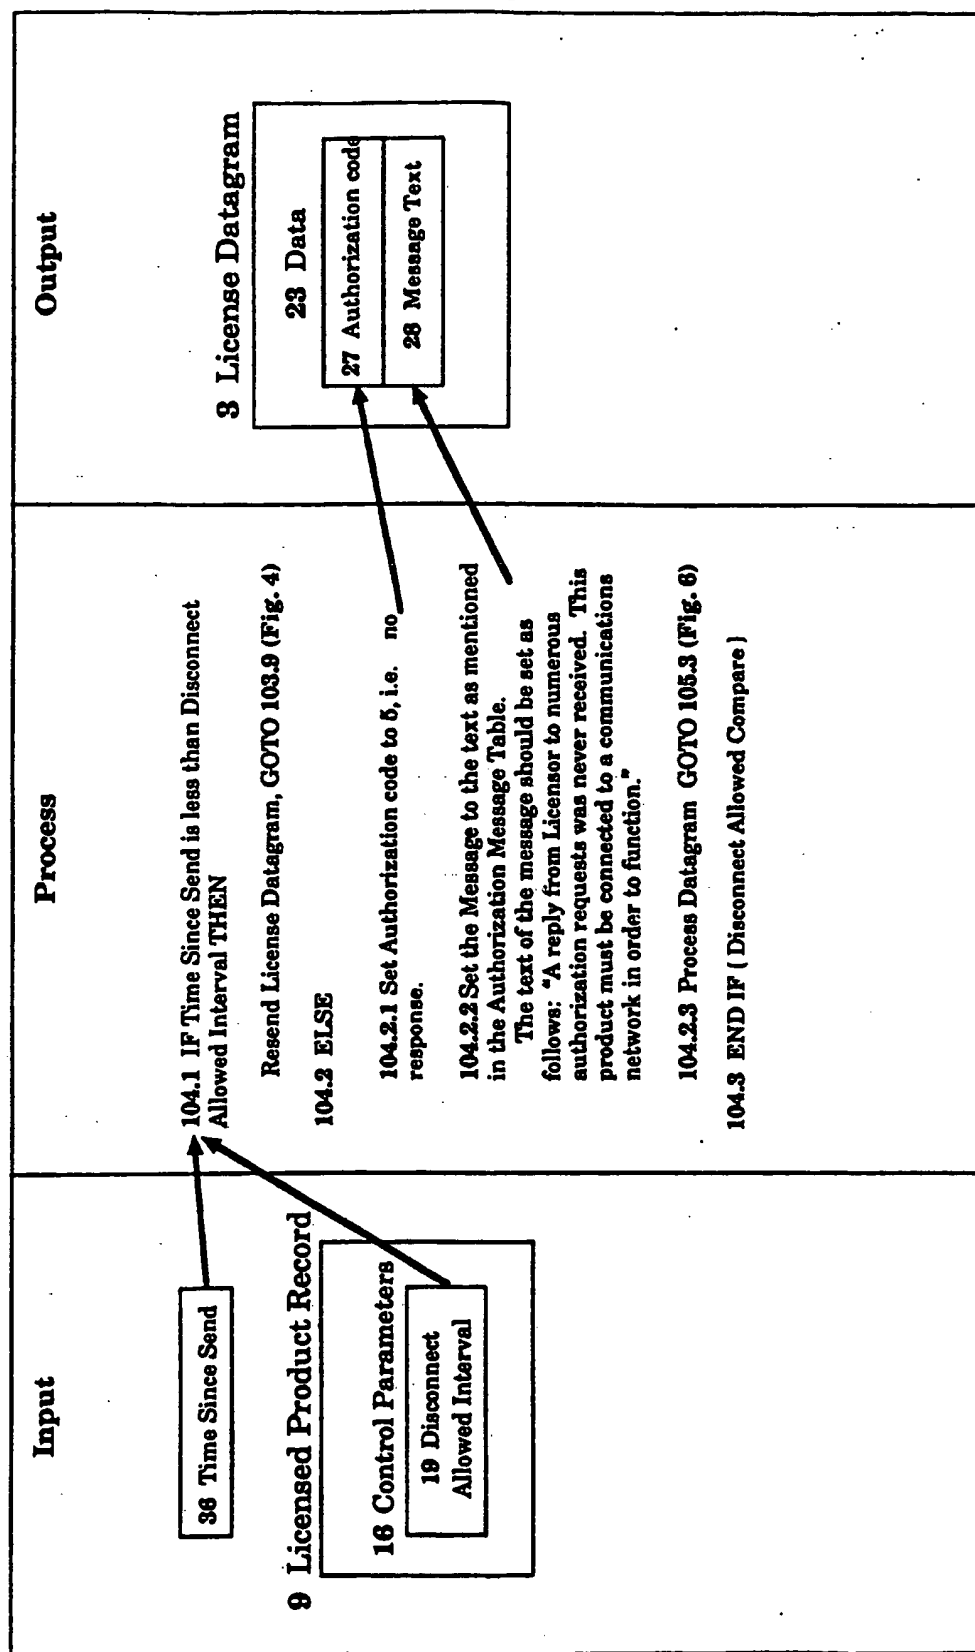 Input
36 Time Since Send
9 Licensed Product Record
16 Control Parameters
19 Disconnect
Allowed Interval
Process
104.1 IF Time Since Send is less than Disconnect
Allowed Interval THEN
Resend License Datagram, GOTO 103.9 (Fig. 4)
104.2 ELSE
104.2.1 Set Authorization code to 5, i.e. no
response.
104.2.2 Set the Message to the text as mentioned
in the Authorization Message Table.
The text of the message should be set as
follows: "A reply from Licensor to numerous
authorization requests was never received. This
product must be connected to a communications
network in order to function."
104.2.3 Process Datagram GOTO 105.3 (Fig. 6)
104.3 END IF ( Disconnect Allowed Compare )
Output
3 License Datagram
23 Data
27 Authorization code
28 Message Text